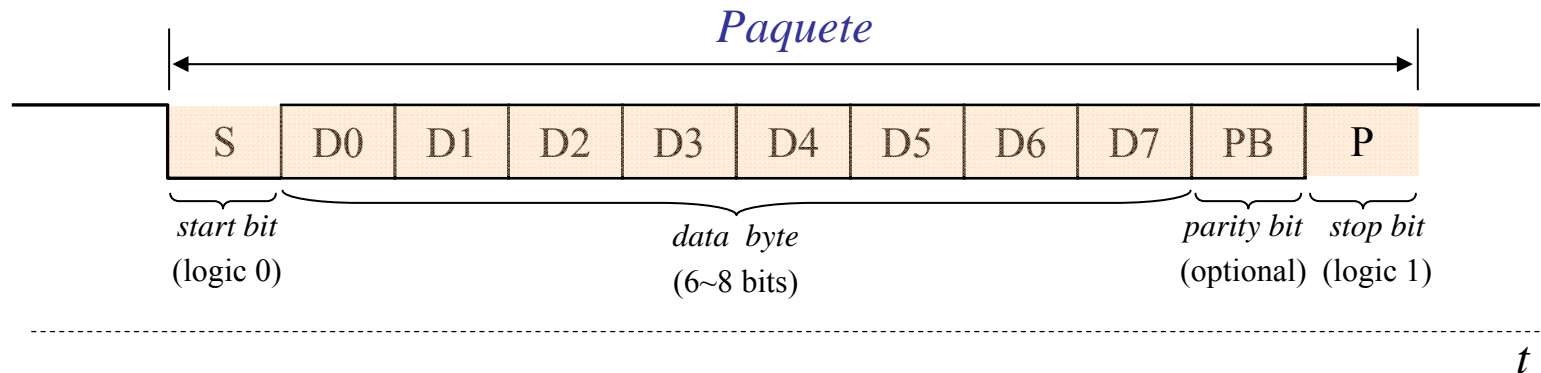 Paquete
S D0 D1 D2 D3 D4 D5 D6 D7 PB P
start bit
(logic 0)
data byte
(6~8 bits)
parity bit
(optional)
stop bit
(logic 1)
t